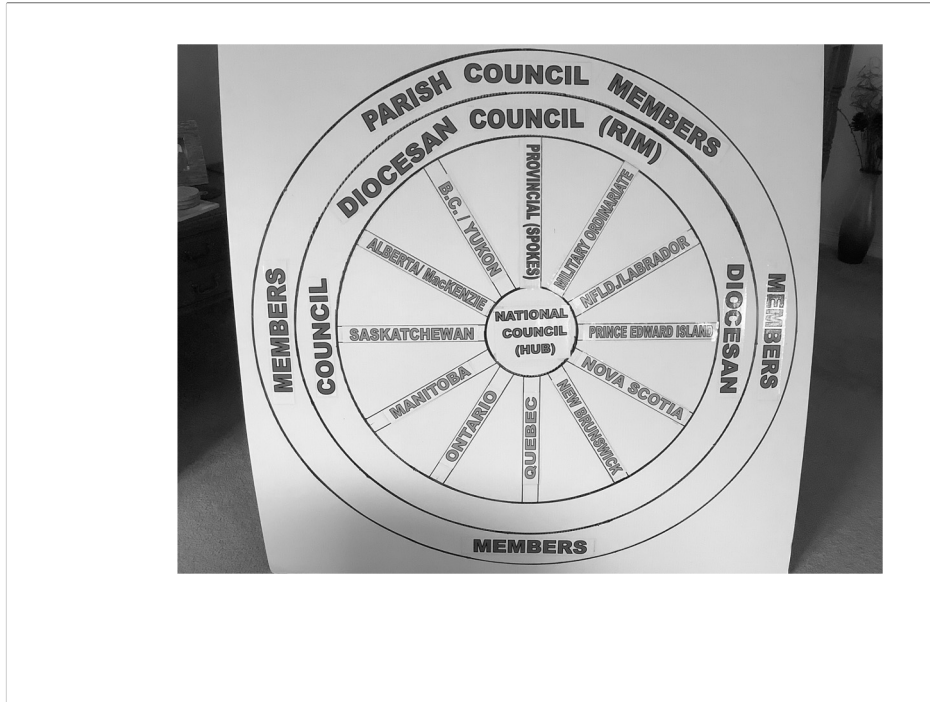 PARISH COUNCIL MEMBERS
DIOCESAN COUNCIL (RIM)
PROVINCIAL (SPOKES)
MILITARY ORDINARIATE
NFLD./LABRADOR
PRINCE EDWARD ISLAND
NOVA SCOTIA
NEW BRUNSWICK
QUEBEC
ONTARIO
MANITOBA
SASKATCHEWAN
ALBERTA/ MacKENZIE
B.C. / YUKON
NATIONAL
COUNCIL
(HUB)
DIOCESAN
COUNCIL
MEMBERS
MEMBERS
MEMBERS